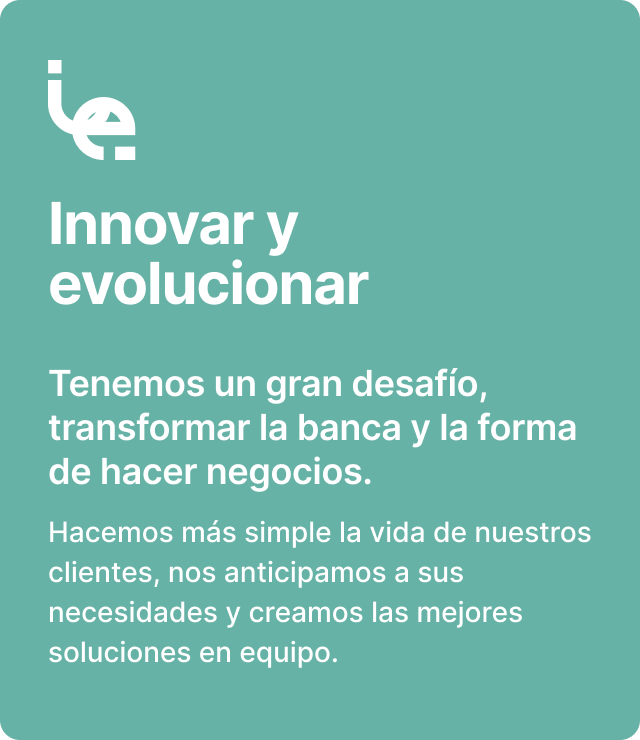 ie
Innovar y
evolucionar
Tenemos un gran desafío,
transformar la banca y la forma
de hacer negocios.
Hacemos más simple la vida de nuestros
clientes, nos anticipamos a sus
necesidades y creamos las mejores
soluciones en equipo.